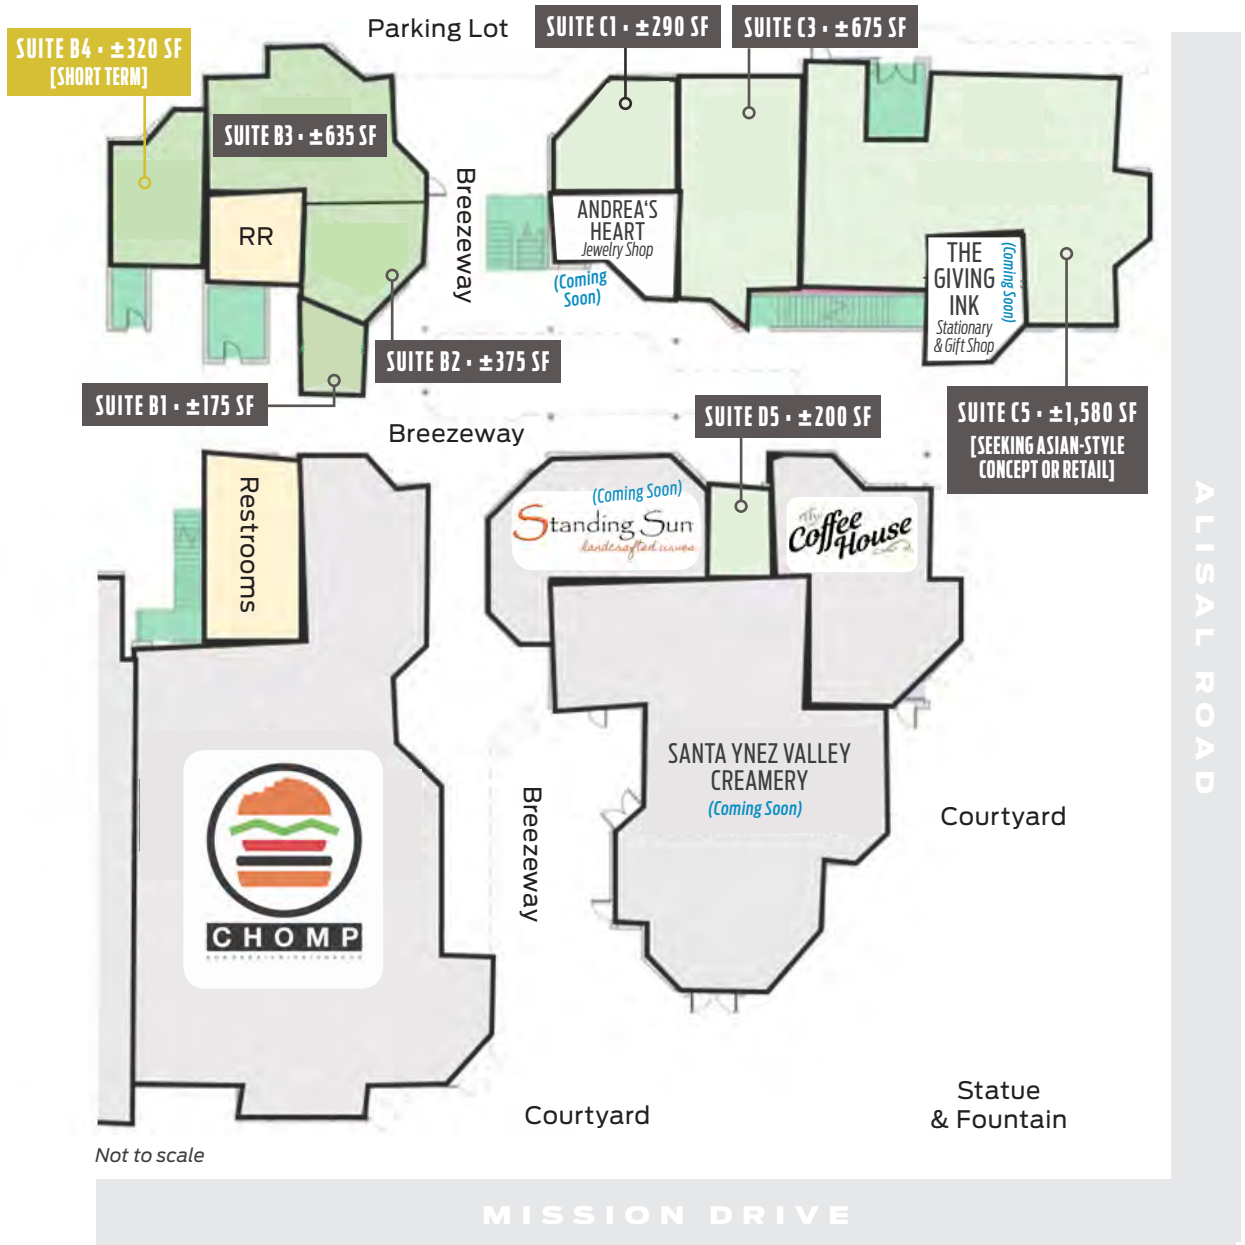 Parking Lot
SUITE B4 • ±320 SF
[SHORT TERM]
SUITE C1 • ±290 SF
SUITE C3 • ±675 SF
SUITE B3 • ±635 SF
RR
Breezeway
ANDREA'S
HEART
Jewelry Shop
(Coming
Soon)
THE
GIVING
INK
Stationary
& Gift Shop
(Coming Soon)
SUITE B2 • ±375 SF
SUITE B1 • ±175 SF
SUITE D5 • ±200 SF
SUITE C5 • ±1,580 SF
[SEEKING ASIAN-STYLE
CONCEPT OR RETAIL]
Breezeway
Restrooms
(Coming Soon)
Standing Sun
handcrafted wines
Coffee
House
ALISAL ROAD
SANTA YNEZ VALLEY
CREAMERY
(Coming Soon)
Breezeway
Courtyard
CHOMP
Courtyard
Statue
& Fountain
Not to scale
MISSION DRIVE